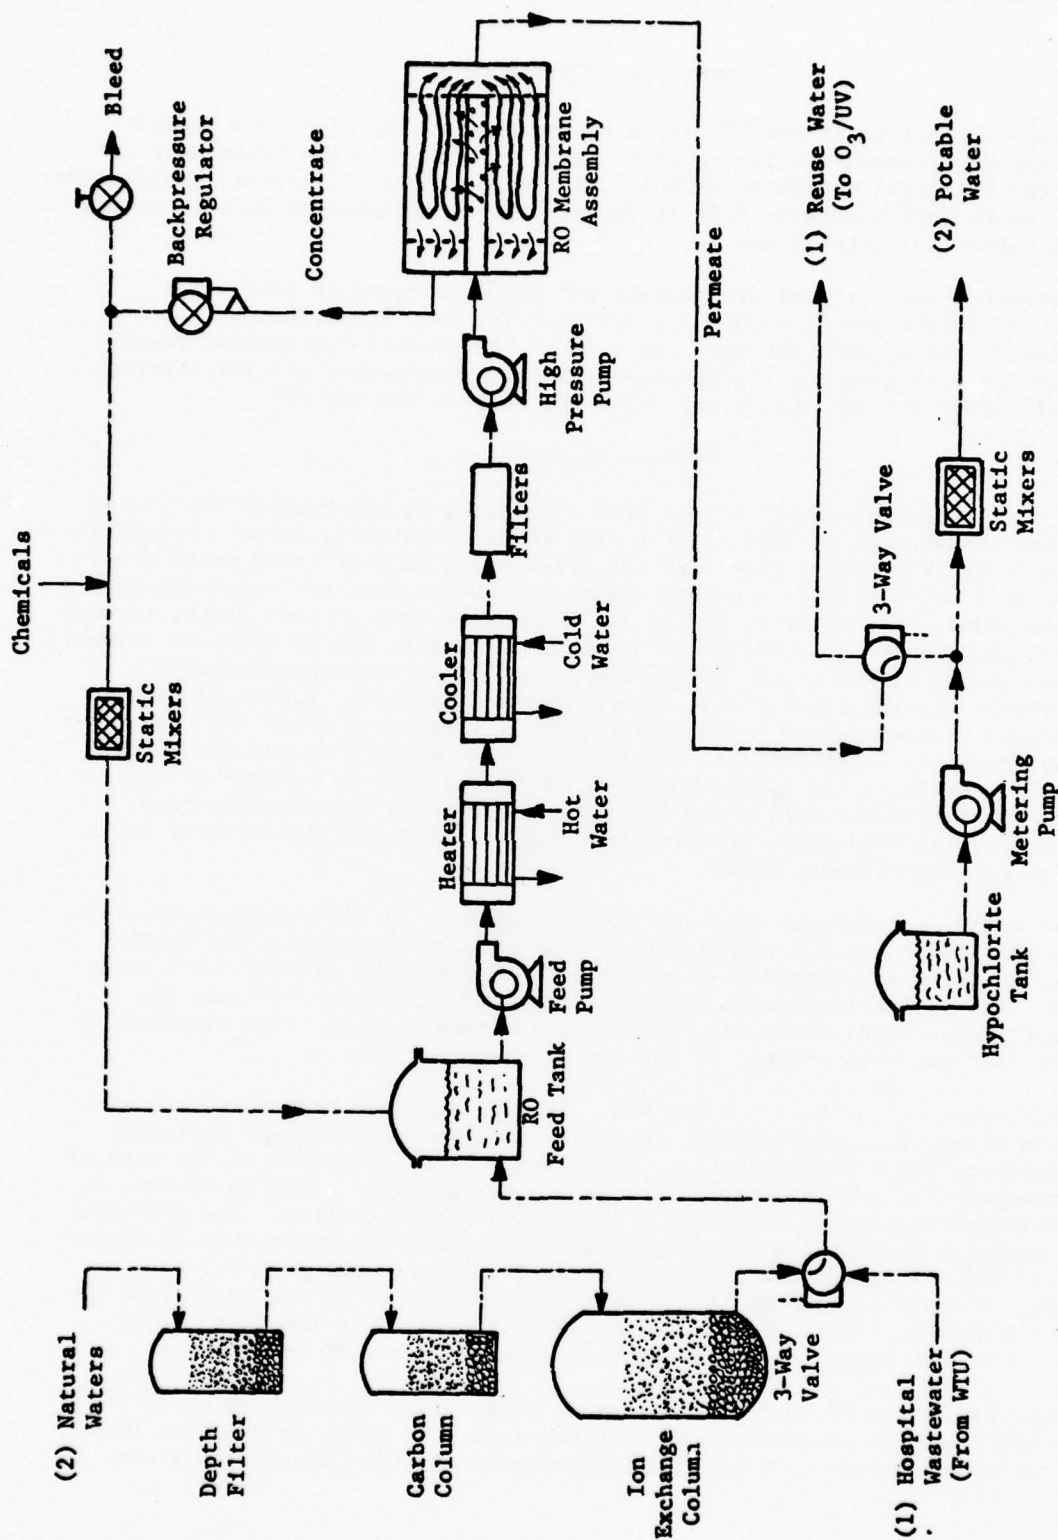 (2) Natural
Waters
Depth
Filter
Carbon
Column
Ion
Exchange
Column
3-Way
Valve
(1) Hospital
Wastewater
(From WTU)
Chemicals
Static
Mixers
RO
Feed Tank
Feed
Pump
Heater
Hot
Water
Cooler
Cold
Water
Filters
High
Pressure
Pump
RO Membrane
Assembly
Concentrate
Backpressure
Regulator
Bleed
Permeate
Hypochlorite
Tank
Metering
Pump
3-Way Valve
Static
Mixers
(1) Reuse Water
(To O3/UV)
(2) Potable
Water